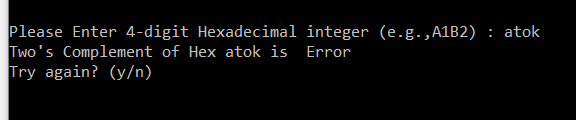 Please Enter 4-digit Hexadecimal integer (e.g.,A1B2) : atok
Two's Complement of Hex atok is  Error
Try again? (y/n)